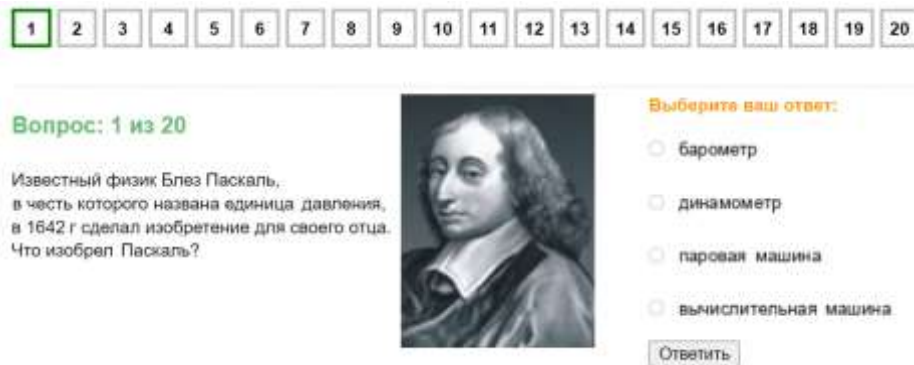 1 2 3 4 5 6 7 8 9 10 11 12 13 14 15 16 17 18 19 20
Вопрос: 1 из 20
Известный физик Блез Паскаль,
в честь которого названа единица давления,
в 1642 г сделал изобретение для своего отца.
Что изобрел Паскаль?
Выберите ваш ответ:
барометр
динамометр
паровая машина
вычислительная машина
Ответить